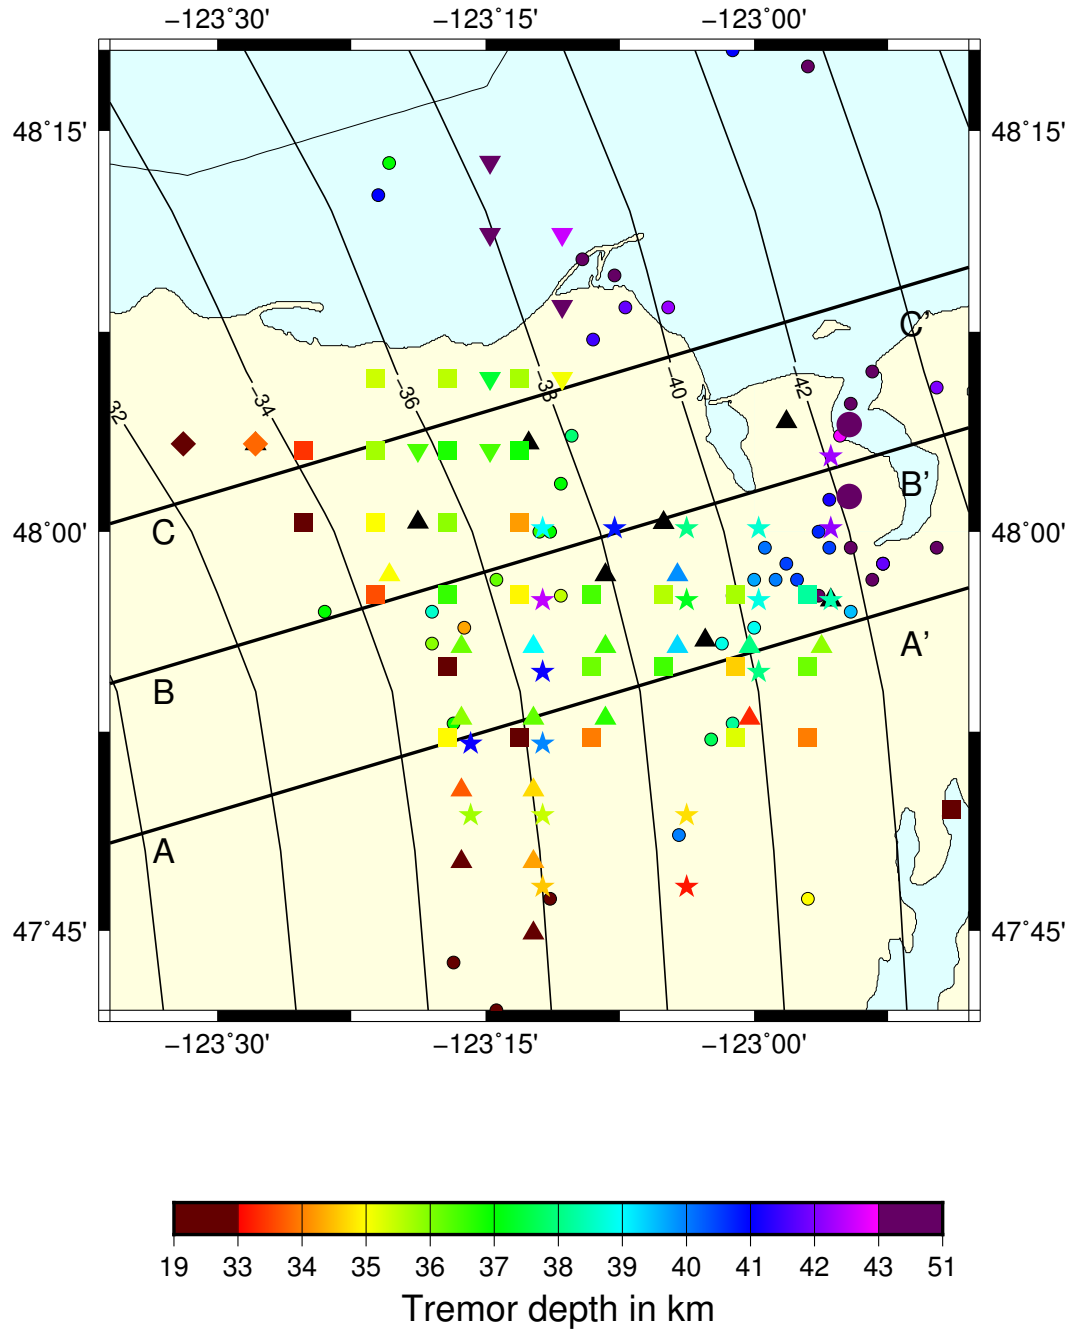 −123˚30' −123˚15' −123˚00'
48˚15' 48˚15'
C'
32 −34 −36 −38 −40 −42
B'
C
48˚00' 48˚00'
A'
B
A
47˚45' 47˚45'
−123˚30' −123˚15' −123˚00'
19 33 34 35 36 37 38 39 40 41 42 43 51
Tremor depth in km